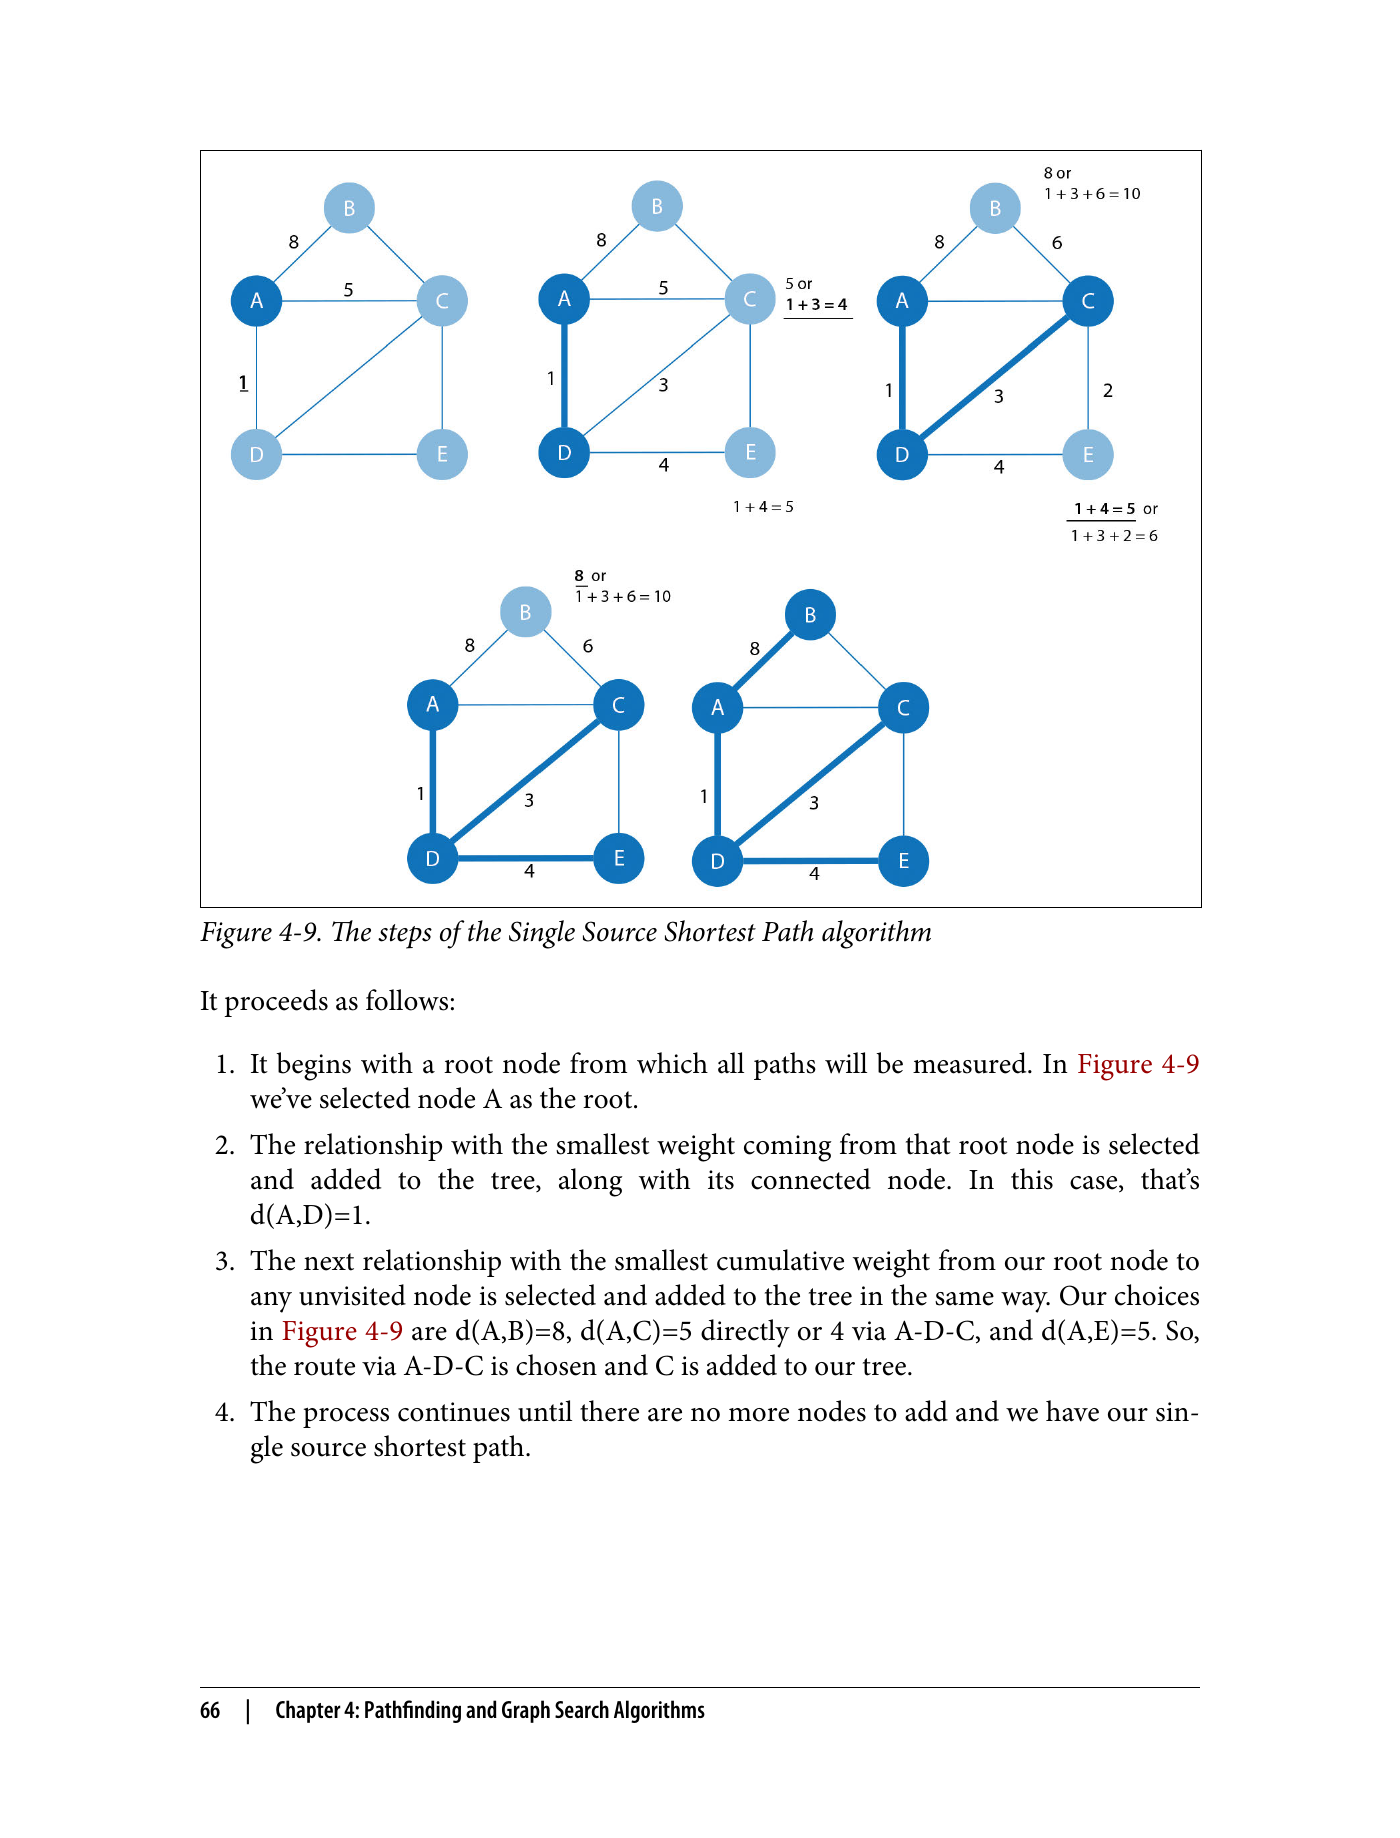 B
8
A
5
C
1
D
E
B
8
A
5
C
5 or
1 + 3 = 4
1
3
D
4
E
1 + 4 = 5
8 or
1 + 3 + 6 = 10
B
8
6
A
C
1
3
2
D
4
E
1 + 4 = 5 or
1 + 3 + 2 = 6
8 or
1 + 3 + 6 = 10
B
8
6
A
C
1
3
D
4
E
B
8
A
C
1
3
D
4
E
Figure 4-9. The steps of the Single Source Shortest Path algorithm
It proceeds as follows:
1. It begins with a root node from which all paths will be measured. In Figure 4-9
we’ve selected node A as the root.
2. The relationship with the smallest weight coming from that root node is selected
and added to the tree, along with its connected node. In this case, that’s
d(A,D)=1.
3. The next relationship with the smallest cumulative weight from our root node to
any unvisited node is selected and added to the tree in the same way. Our choices
in Figure 4-9 are d(A,B)=8, d(A,C)=5 directly or 4 via A-D-C, and d(A,E)=5. So,
the route via A-D-C is chosen and C is added to our tree.
4. The process continues until there are no more nodes to add and we have our sin-
gle source shortest path.
66 | Chapter 4: Pathfinding and Graph Search Algorithms